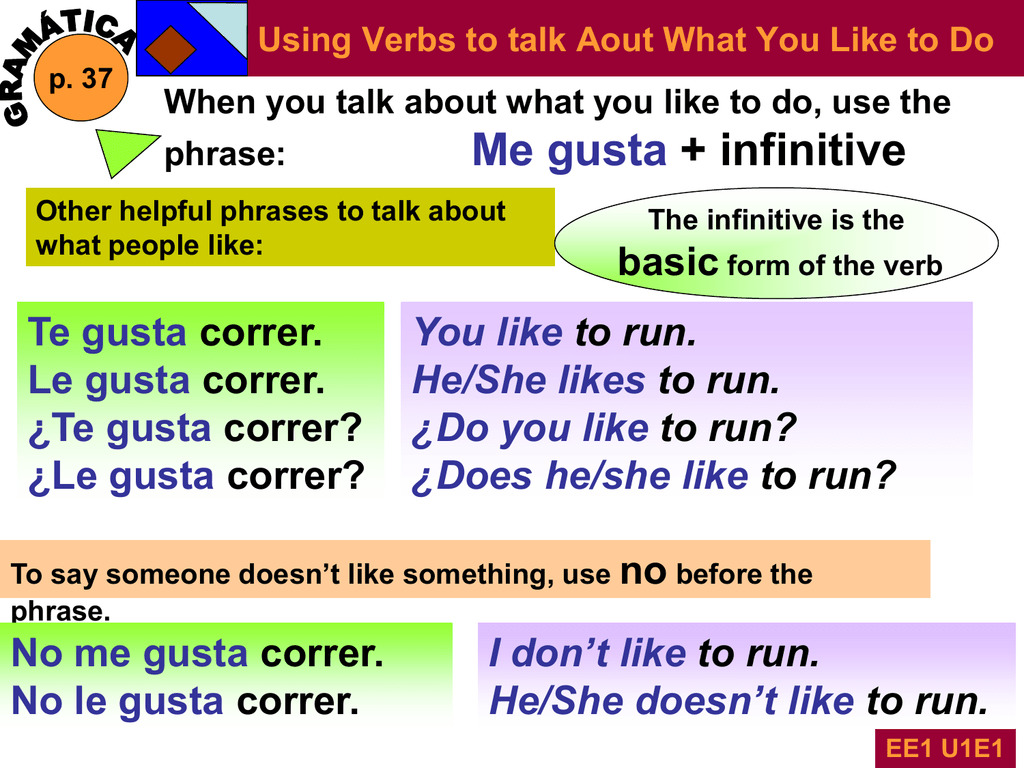 GRAMÁTICA
p. 37
Using Verbs to talk Aout What You Like to Do
When you talk about what you like to do, use the
phrase: Me gusta + infinitive
Other helpful phrases to talk about
what people like:
The infinitive is the
basic form of the verb
Te gusta correr.
Le gusta correr.
¿Te gusta correr?
¿Le gusta correr?
You like to run.
He/She likes to run.
¿Do you like to run?
¿Does he/she like to run?
To say someone doesn’t like something, use no before the
phrase.
No me gusta correr.
No le gusta correr.
I don’t like to run.
He/She doesn’t like to run.
EE1 U1E1